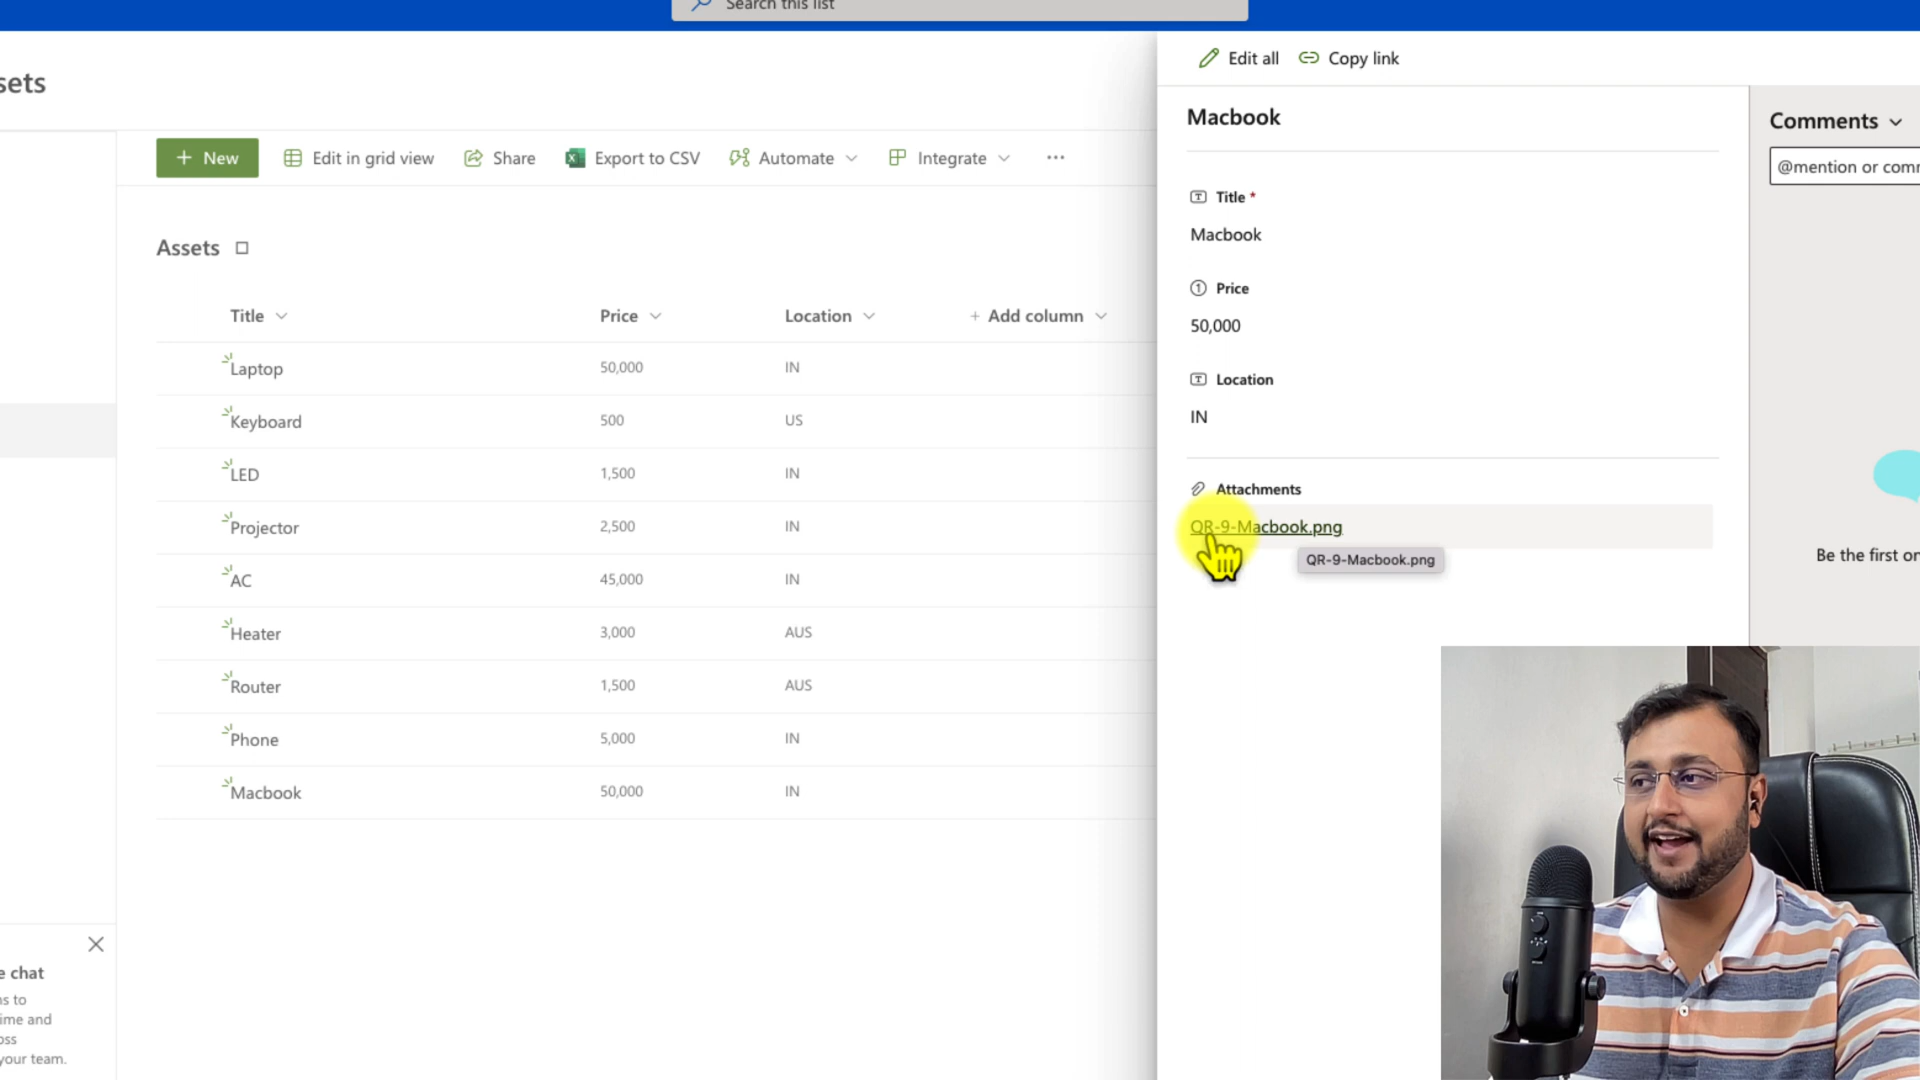 Search this list
sets
New
Edit in grid view
Share
Export to CSV
Automate
Integrate
Assets
Title
Price
Location
+ Add column
Laptop
50,000
IN
Keyboard
500
US
LED
1,500
IN
Projector
2,500
IN
AC
45,000
IN
Heater
3,000
AUS
Router
1,500
AUS
Phone
5,000
IN
Macbook
50,000
IN
e chat
ns to
ime and
oss
your team.
Edit all
Copy link
Macbook
Title *
Macbook
Price
50,000
Location
IN
Attachments
QR-9-Macbook.png
QR-9-Macbook.png
Comments
@mention or comm
Be the first on